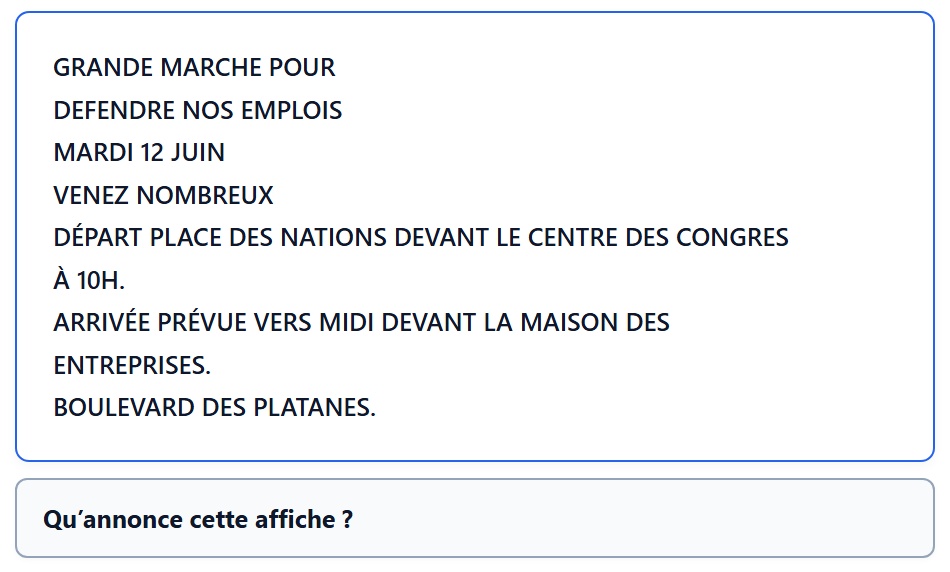 GRANDE MARCHE POUR
DEFENDRE NOS EMPLOIS
MARDI 12 JUIN
VENEZ NOMBREUX
DÉPART PLACE DES NATIONS DEVANT LE CENTRE DES CONGRES
À 10H.
ARRIVÉE PRÉVUE VERS MIDI DEVANT LA MAISON DES
ENTREPRISES.
BOULEVARD DES PLATANES.
Qu’annonce cette affiche ?